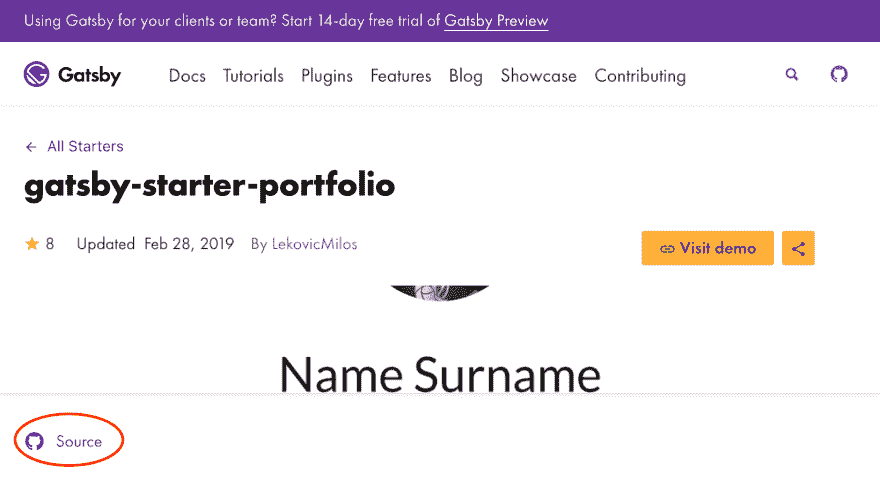 Using Gatsby for your clients or team? Start 14-day free trial of Gatsby Preview
Gatsby Docs Tutorials Plugins Features Blog Showcase Contributing
← All Starters
gatsby-starter-portfolio
8 Updated Feb 28, 2019 By LekovicMilos Visit demo
Name Surname
Source